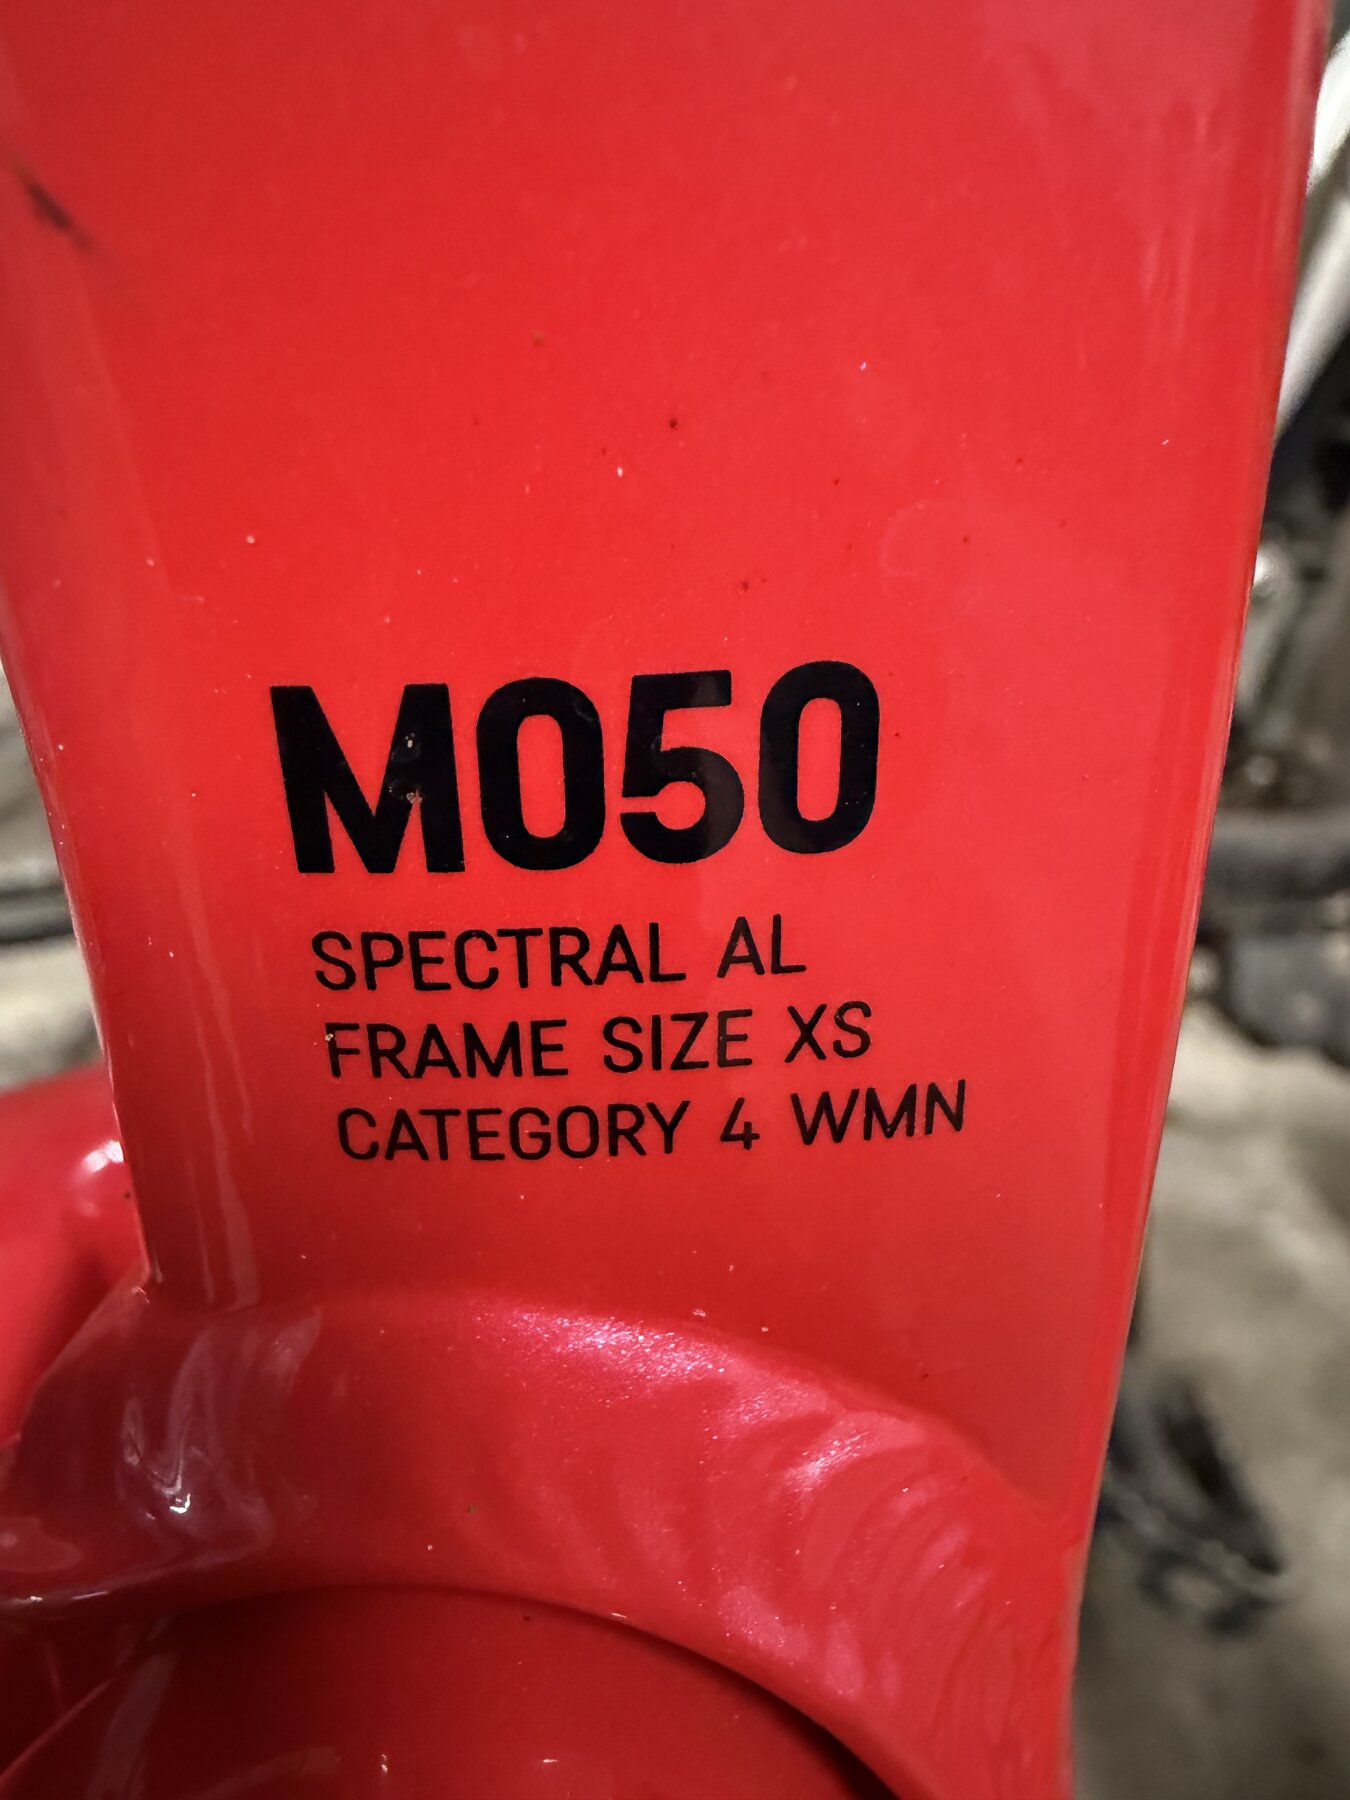 M050
SPECTRAL AL
FRAME SIZE XS
CATEGORY 4 WMN